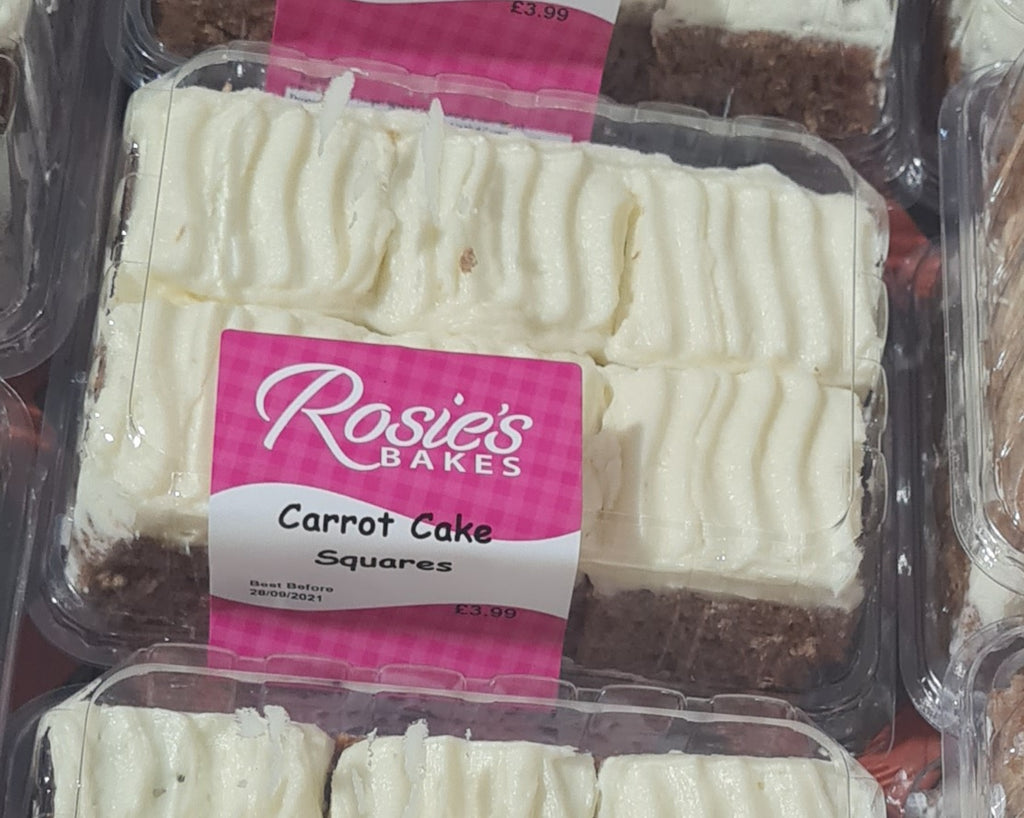 £3.99
Rosie's
BAKES
Carrot Cake
Squares
Best Before
28/09/2021
£3.99